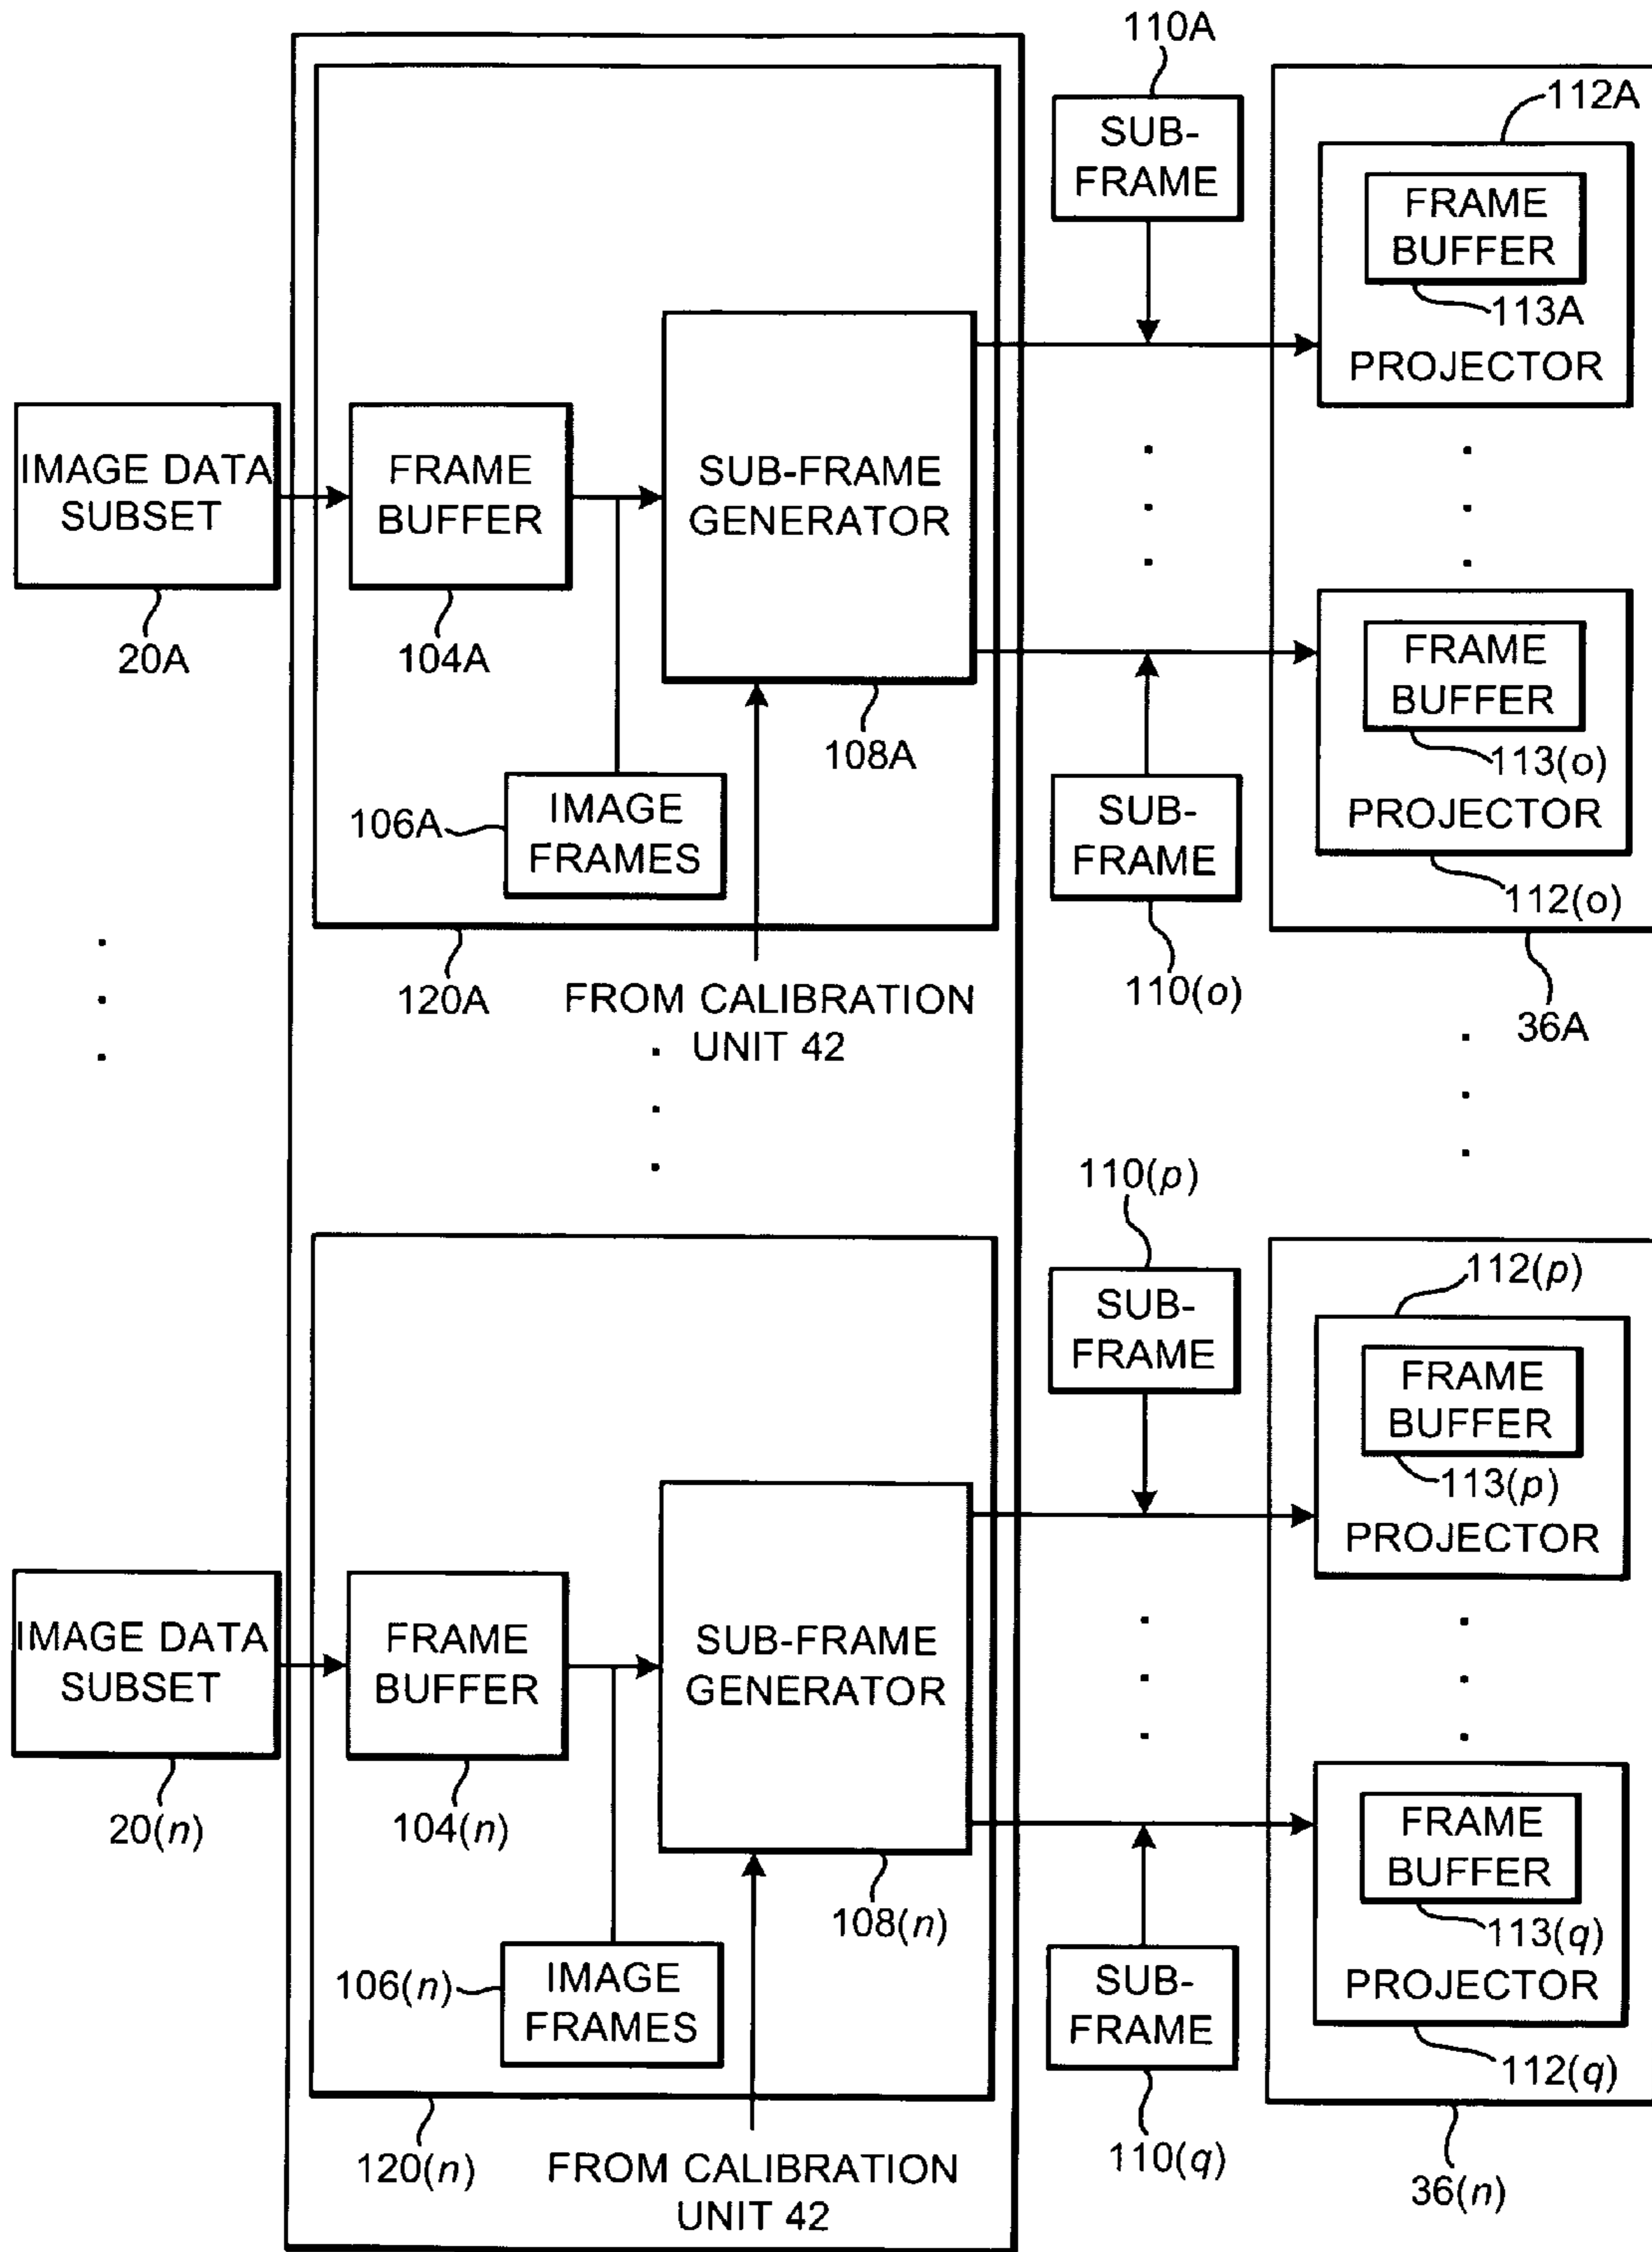 110A
SUB-
FRAME
112A
FRAME
BUFFER
113A
PROJECTOR
IMAGE DATA
SUBSET
20A
FRAME
BUFFER
104A
SUB-FRAME
GENERATOR
108A
106A
IMAGE
FRAMES
FRAME
BUFFER
113(o)
PROJECTOR
112(o)
SUB-
FRAME
110(o)
36A
120A
FROM CALIBRATION
UNIT 42
110(p)
SUB-
FRAME
112(p)
FRAME
BUFFER
113(p)
PROJECTOR
IMAGE DATA
SUBSET
20(n)
FRAME
BUFFER
104(n)
SUB-FRAME
GENERATOR
108(n)
106(n)
IMAGE
FRAMES
FRAME
BUFFER
113(q)
PROJECTOR
112(q)
SUB-
FRAME
110(q)
36(n)
120(n)
FROM CALIBRATION
UNIT 42